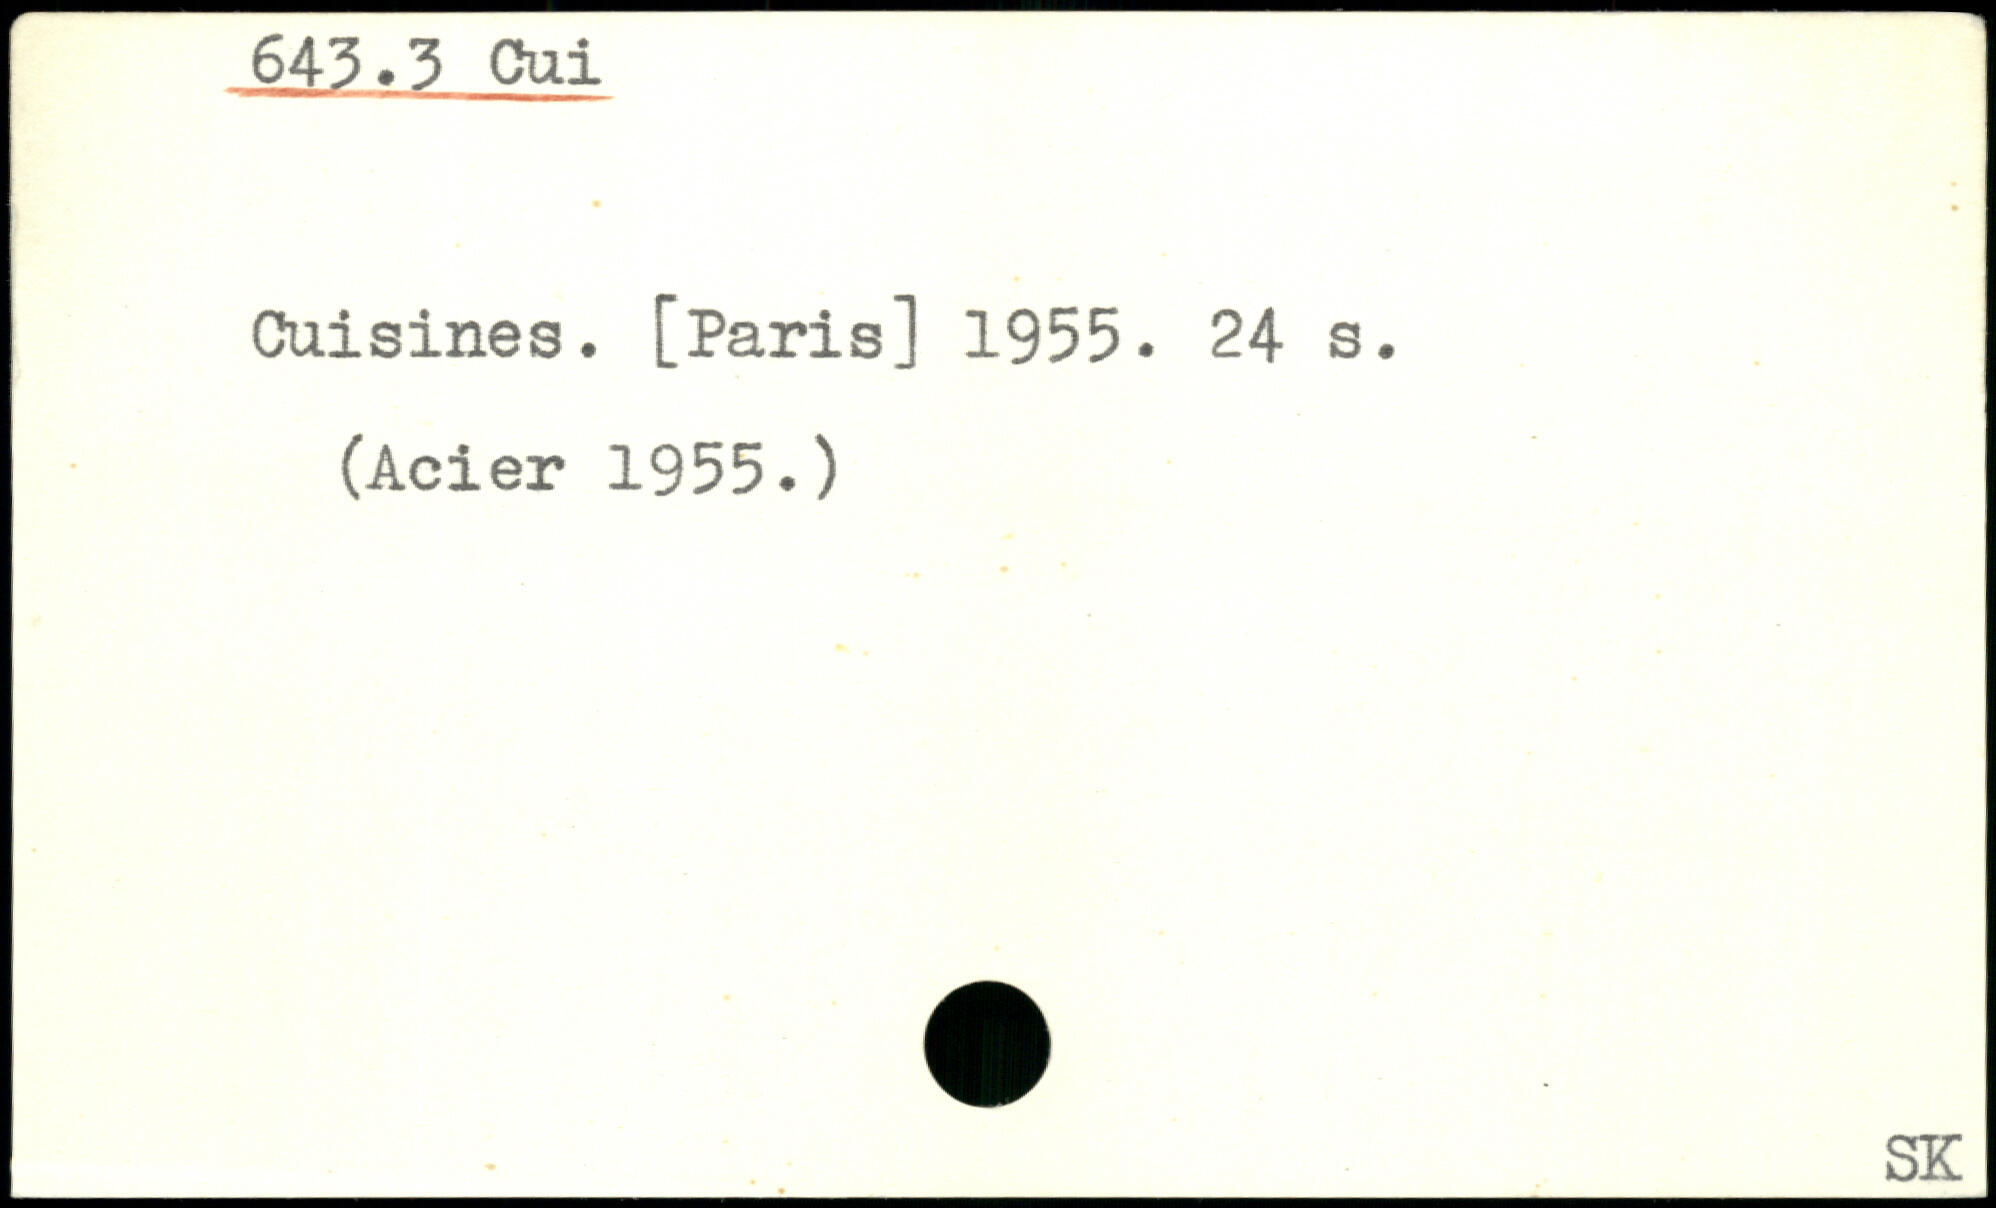 643.3 Cui
Cuisines. [Paris] 1955. 24 s.
(Acier 1955.)
SK